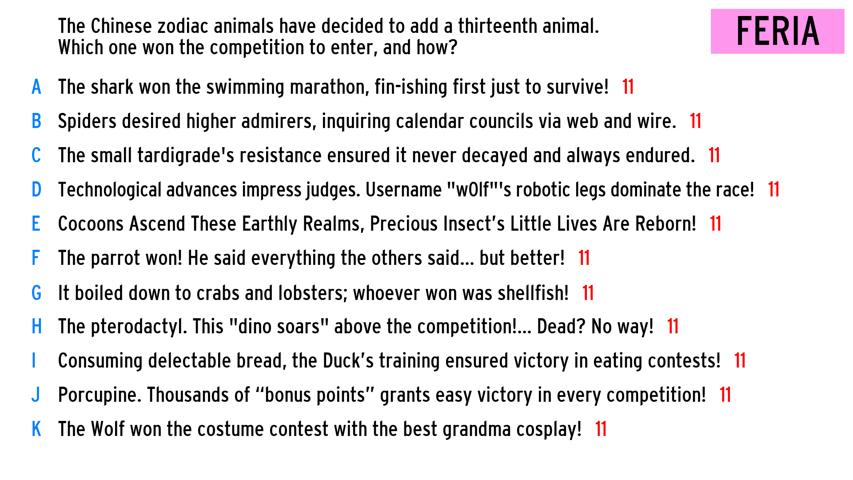 The Chinese zodiac animals have decided to add a thirteenth animal.
Which one won the competition to enter, and how?
FERIA
A The shark won the swimming marathon, fin-ishing first just to survive! 11
B Spiders desired higher admirers, inquiring calendar councils via web and wire. 11
C The small tardigrade's resistance ensured it never decayed and always endured. 11
D Technological advances impress judges. Username "w0lf"'s robotic legs dominate the race! 11
E Cocoons Ascend These Earthly Realms, Precious Insect’s Little Lives Are Reborn! 11
F The parrot won! He said everything the others said... but better! 11
G It boiled down to crabs and lobsters; whoever won was shellfish! 11
H The pterodactyl. This "dino soars" above the competition!... Dead? No way! 11
I Consuming delectable bread, the Duck’s training ensured victory in eating contests! 11
J Porcupine. Thousands of “bonus points” grants easy victory in every competition! 11
K The Wolf won the costume contest with the best grandma cosplay! 11